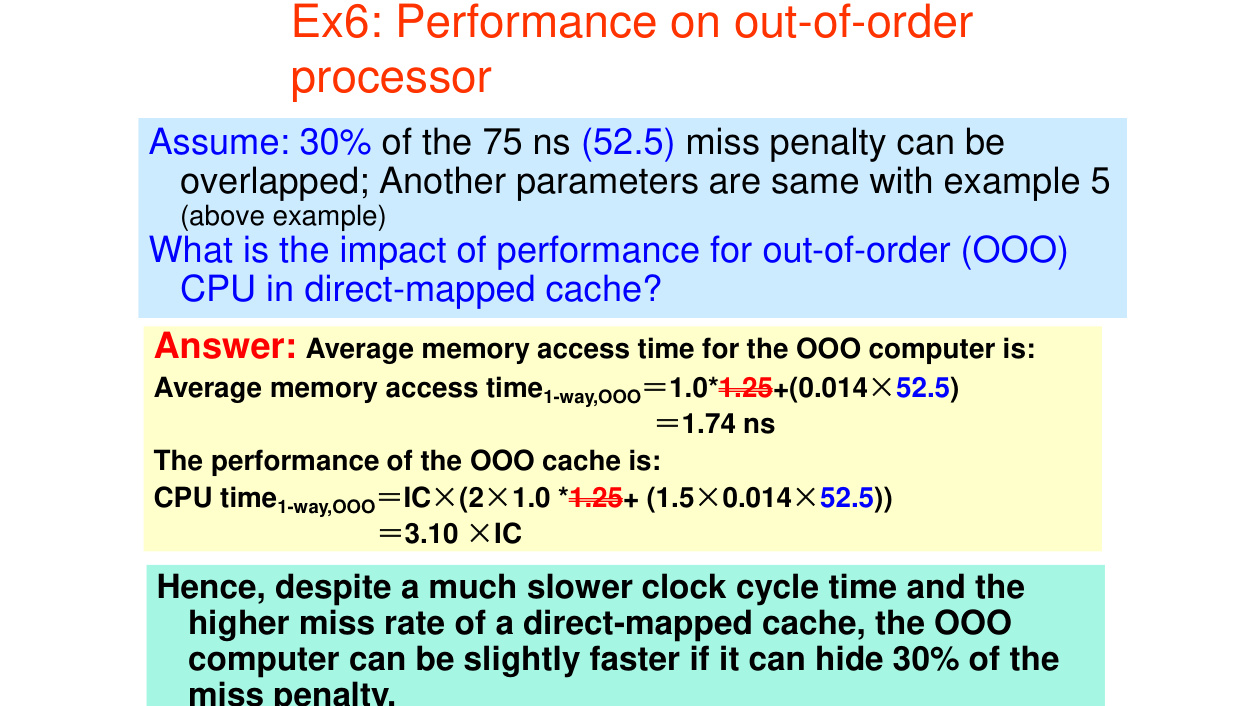 Ex6: Performance on out-of-order
processor
Assume: 30% of the 75 ns (52.5) miss penalty can be
overlapped; Another parameters are same with example 5
(above example)
What is the impact of performance for out-of-order (OOO)
CPU in direct-mapped cache?
Answer: Average memory access time for the OOO computer is:
Average memory access time1-way,OOO=1.0*1.25+(0.014×52.5)
=1.74 ns
The performance of the OOO cache is:
CPU time1-way,OOO=IC×(2×1.0 *1.25+ (1.5×0.014×52.5))
=3.10 ×IC
Hence, despite a much slower clock cycle time and the
higher miss rate of a direct-mapped cache, the OOO
computer can be slightly faster if it can hide 30% of the
miss penalty.